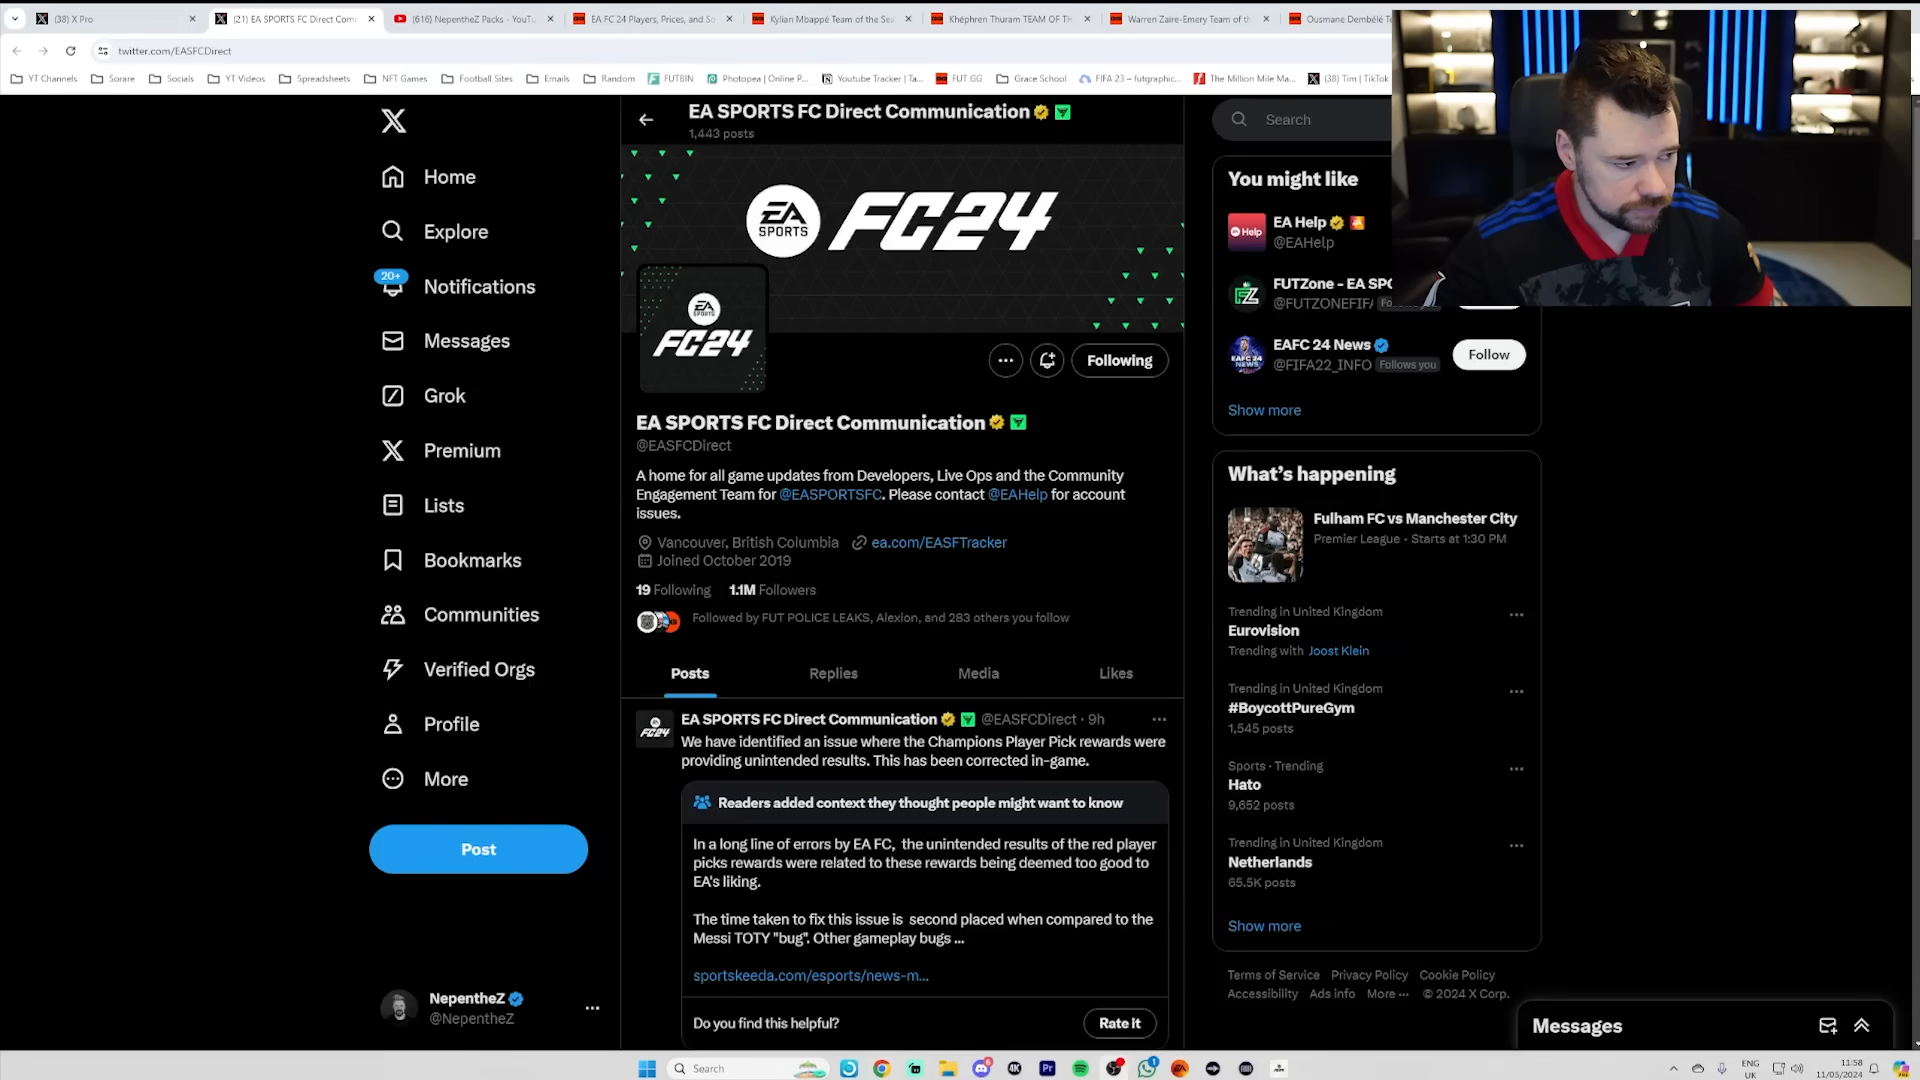 (38) X Pro
(21) EA SPORTS FC Direct Com
(616) NepentheZ Packs - YouTu
EA FC 24 Players, Prices, and Sq
Kylian Mbappé Team of the Sea
Khéphren Thuram TEAM OF TH
Warren Zaïre-Emery Team of th
Ousmane Dembélé Te
twitter.com/EASFCDirect
YT Channels
Sorare
Socials
YT Videos
Spreadsheets
NFT Games
Football Sites
Emails
Random
FUTBIN
Photopea | Online P...
Youtube Tracker | Ta...
FUT GG
Grace School
FIFA 23 – futgraphic...
The Million Mile Ma...
(38) Tim | TikTok
Home
Explore
20+
Notifications
Messages
Grok
Premium
Lists
Bookmarks
Communities
Verified Orgs
Profile
More
Post
NepentheZ
@NepentheZ
EA SPORTS FC Direct Communication
1,443 posts
EA SPORTS FC24
EA SPORTS
FC24
Following
EA SPORTS FC Direct Communication
@EASFCDirect
A home for all game updates from Developers, Live Ops and the Community
Engagement Team for @EASPORTSFC. Please contact @EAHelp for account
issues.
Vancouver, British Columbia ea.com/EASFTracker
Joined October 2019
19 Following 1.1M Followers
Followed by FUT POLICE LEAKS, Alexion, and 283 others you follow
Posts Replies Media Likes
EA SPORTS FC Direct Communication @EASFCDirect · 9h
We have identified an issue where the Champions Player Pick rewards were
providing unintended results. This has been corrected in-game.
Readers added context they thought people might want to know
In a long line of errors by EA FC, the unintended results of the red player
picks rewards were related to these rewards being deemed too good to
EA's liking.
The time taken to fix this issue is second placed when compared to the
Messi TOTY "bug". Other gameplay bugs ...
sportskeeda.com/esports/news-m...
Do you find this helpful?
Rate it
Search
You might like
EA Help
@EAHelp
FUTZone - EA SPO
@FUTZONEFIFA
EAFC 24 News
@FIFA22_INFO Follows you
Follow
Show more
What's happening
Fulham FC vs Manchester City
Premier League · Starts at 1:30 PM
Trending in United Kingdom
Eurovision
Trending with Joost Klein
Trending in United Kingdom
#BoycottPureGym
1,545 posts
Sports · Trending
Hato
9,652 posts
Trending in United Kingdom
Netherlands
65.5K posts
Show more
Terms of Service Privacy Policy Cookie Policy
Accessibility Ads info More ··· © 2024 X Corp.
Messages
Search
ENG
UK
11:58
11/05/2024